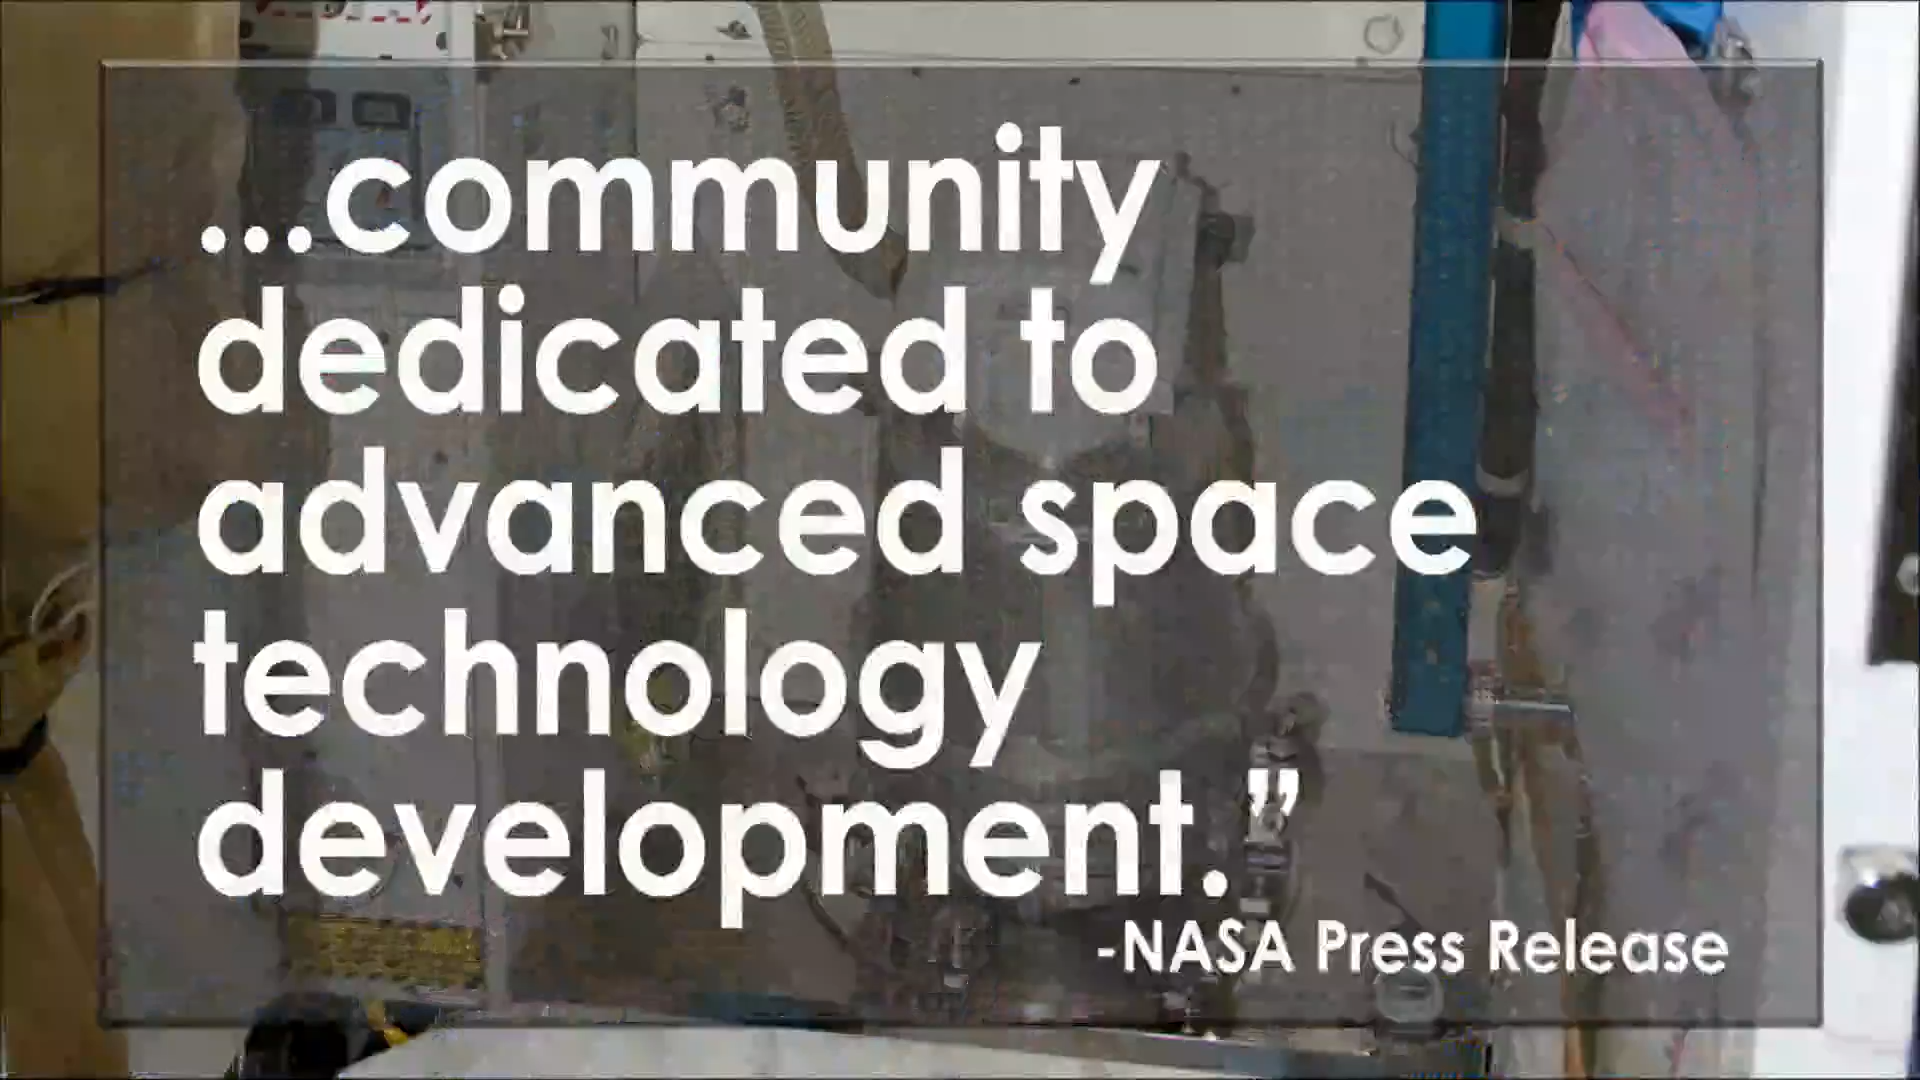 ...community
dedicated to
advanced space
technology
development.”
-NASA Press Release